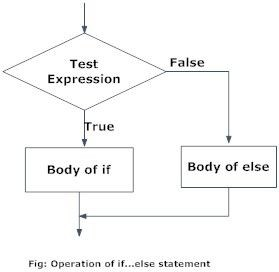 Test
Expression
False
True
Body of if
Body of else
Fig: Operation of if...else statement